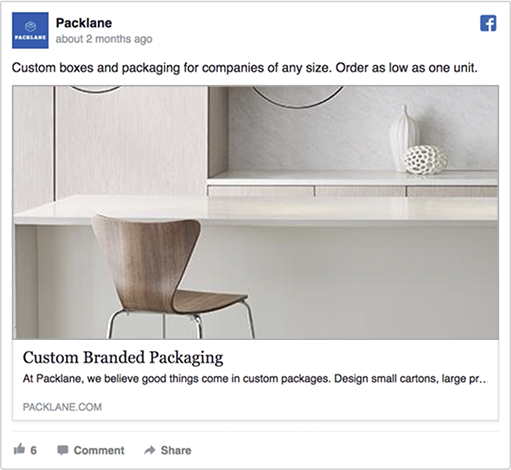 Packlane
PACKLANE
about 2 months ago
Custom boxes and packaging for companies of any size. Order as low as one unit.
Custom Branded Packaging
At Packlane, we believe good things come in custom packages. Design small cartons, large pr...
PACKLANE.COM
6 Comment Share